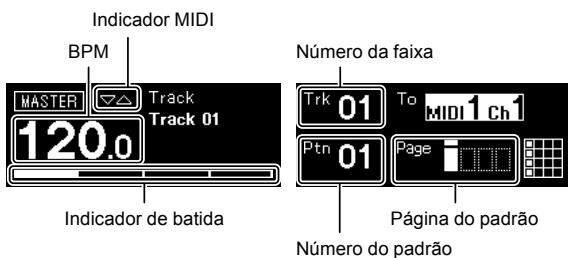 Indicador MIDI
BPM
MASTER
Track
Track 01
120.0
Indicador de batida
Número da faixa
Trk 01
To MIDI 1 Ch 1
Ptn 01
Page
Página do padrão
Número do padrão